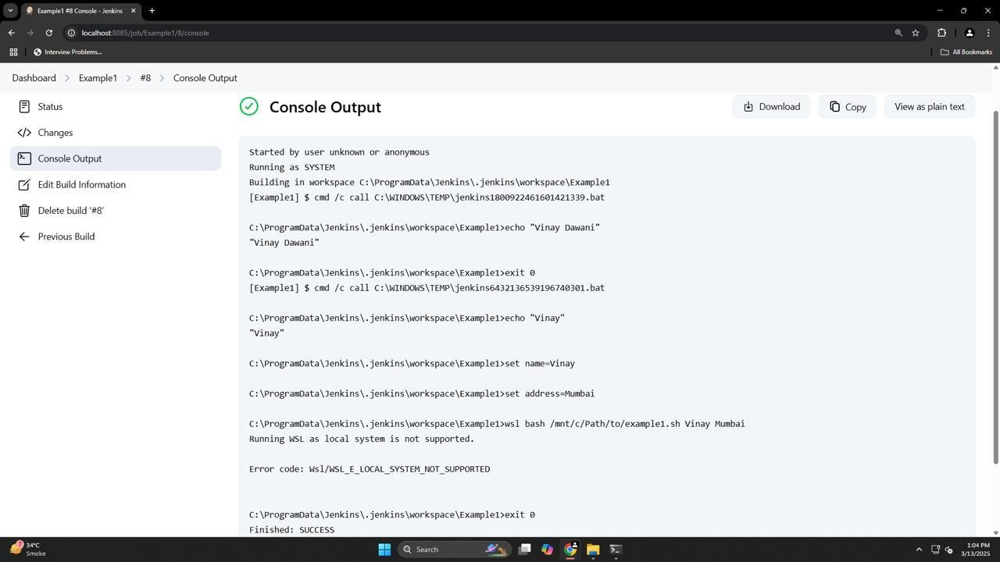 Example1 #8 Console - Jenkins
localhost:8085/job/Example1/8/console
Interview Problems...
All Bookmarks
Dashboard
Example1
#8
Console Output
Status
Changes
Console Output
Edit Build Information
Delete build ‘#8’
Previous Build
Console Output
Download
Copy
View as plain text
Started by user unknown or anonymous
Running as SYSTEM
Building in workspace C:\ProgramData\Jenkins\.jenkins\workspace\Example1
[Example1] $ cmd /c call C:\WINDOWS\TEMP\jenkins1800922461601421339.bat
C:\ProgramData\Jenkins\.jenkins\workspace\Example1>echo "Vinay Dawani"
"Vinay Dawani"
C:\ProgramData\Jenkins\.jenkins\workspace\Example1>exit 0
[Example1] $ cmd /c call C:\WINDOWS\TEMP\jenkins6432136539196740301.bat
C:\ProgramData\Jenkins\.jenkins\workspace\Example1>echo "Vinay"
"Vinay"
C:\ProgramData\Jenkins\.jenkins\workspace\Example1>set name=Vinay
C:\ProgramData\Jenkins\.jenkins\workspace\Example1>set address=Mumbai
C:\ProgramData\Jenkins\.jenkins\workspace\Example1>wsl bash /mnt/c/Path/to/example1.sh Vinay Mumbai
Running WSL as local system is not supported.
Error code: Wsl/WSL_E_LOCAL_SYSTEM_NOT_SUPPORTED
C:\ProgramData\Jenkins\.jenkins\workspace\Example1>exit 0
Finished: SUCCESS
34°C
Smoke
Search
1:04 PM
3/13/2025